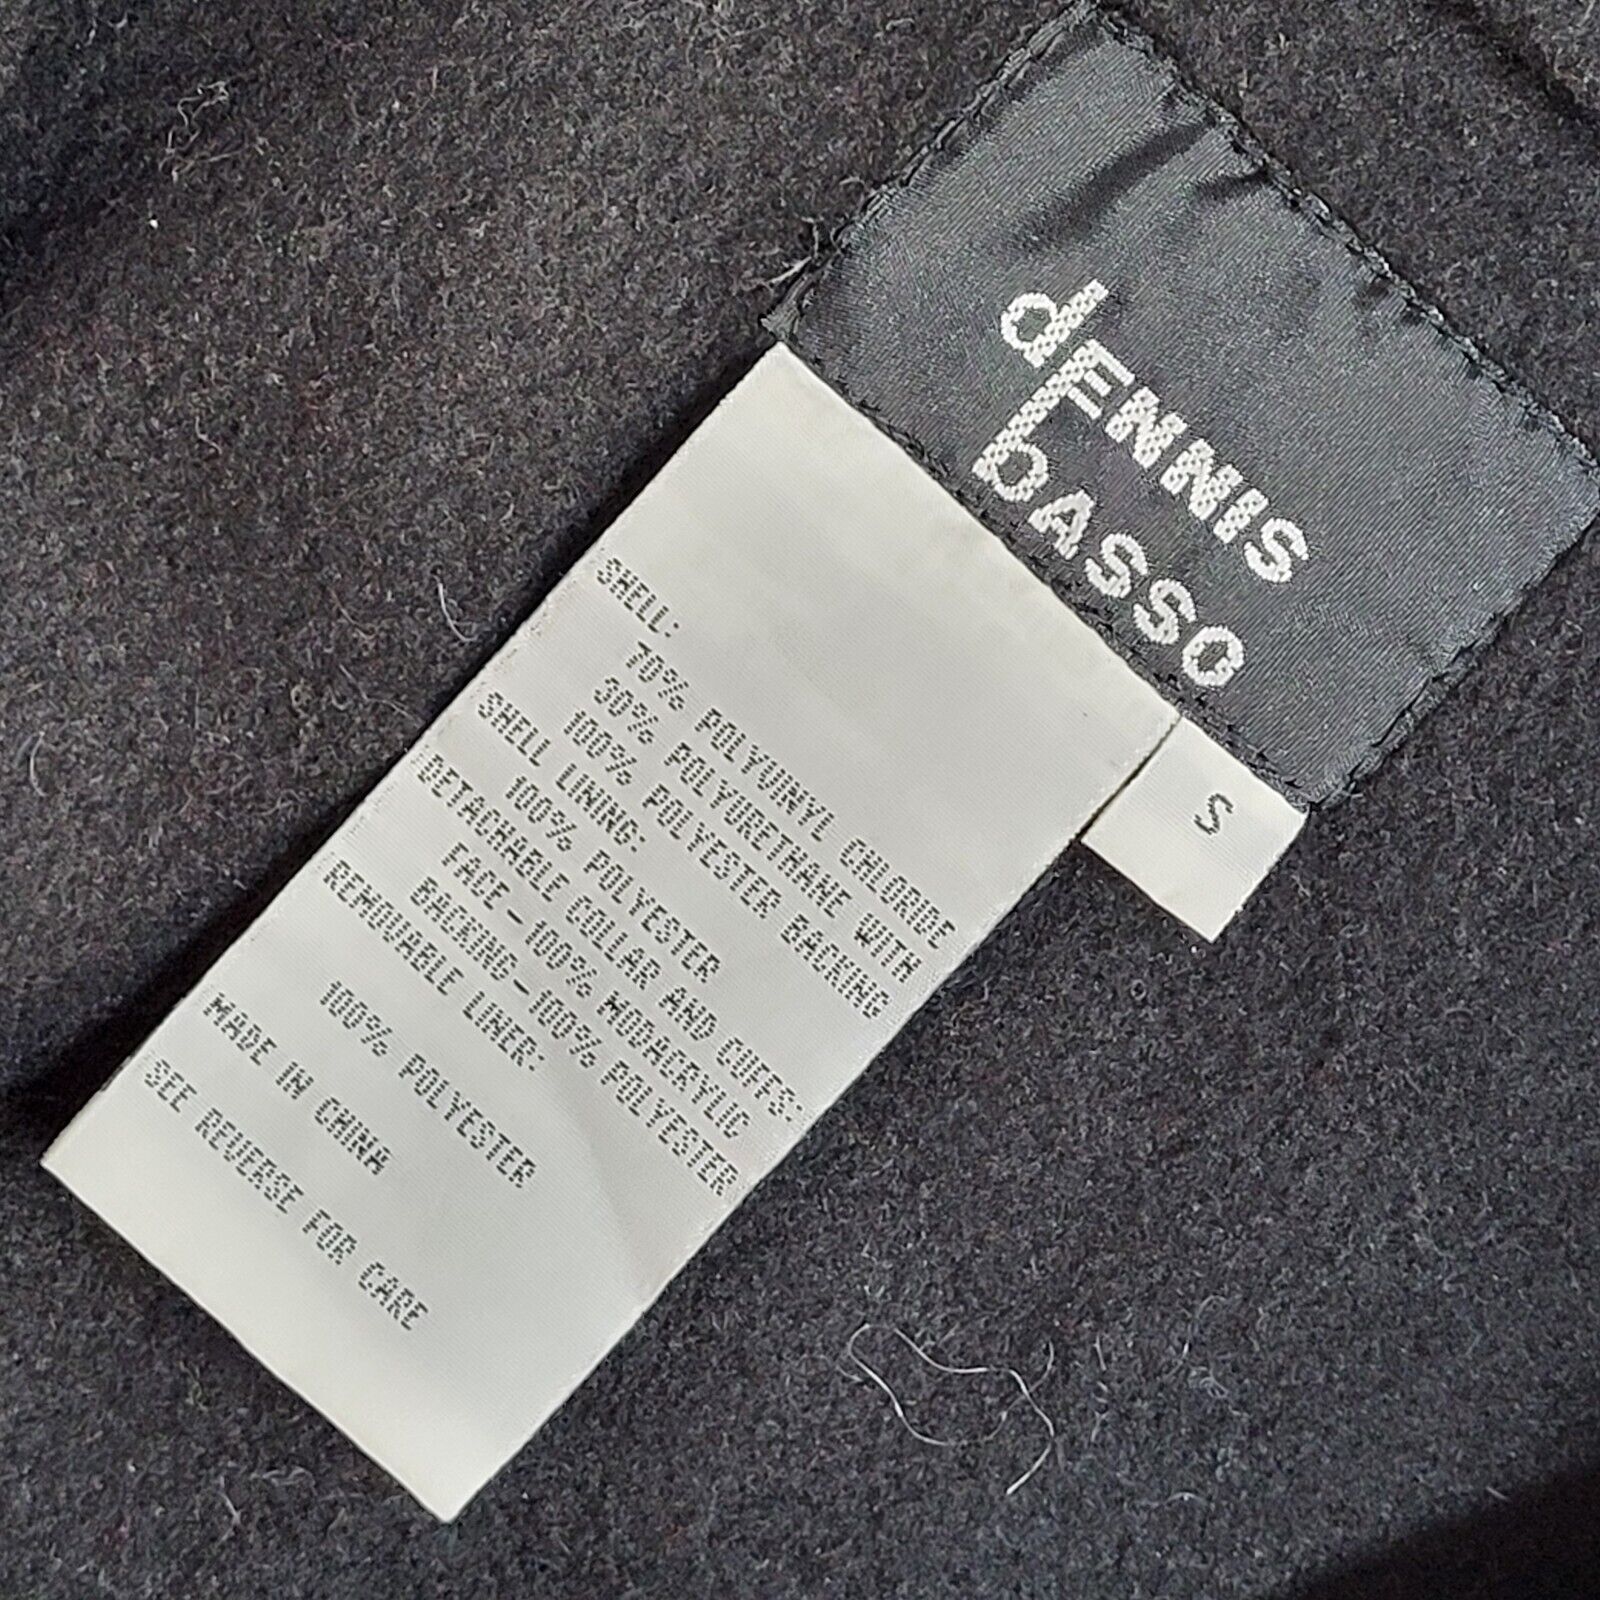 dENNIS
bASSO
S
SHELL:
70% POLYVINYL CHLORIDE
30% POLYURETHANE WITH
100% POLYESTER BACKING
SHELL LINING:
100% POLYESTER
DETACHABLE COLLAR AND CUFFS:
FACE-100% MODACRYLIC
BACKING-100% POLYESTER
REMOVABLE LINER:
100% POLYESTER
MADE IN CHINA
SEE REVERSE FOR CARE